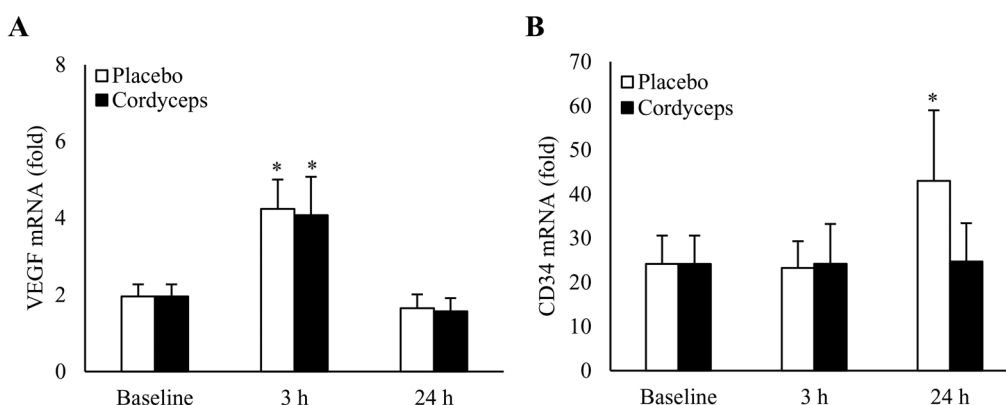 A
VEGF mRNA (fold)
8
6
4
2
0
Placebo
Cordyceps
* *
Baseline 3 h 24 h
B
CD34 mRNA (fold)
70
60
50
40
30
20
10
0
Placebo
Cordyceps
*
Baseline 3 h 24 h